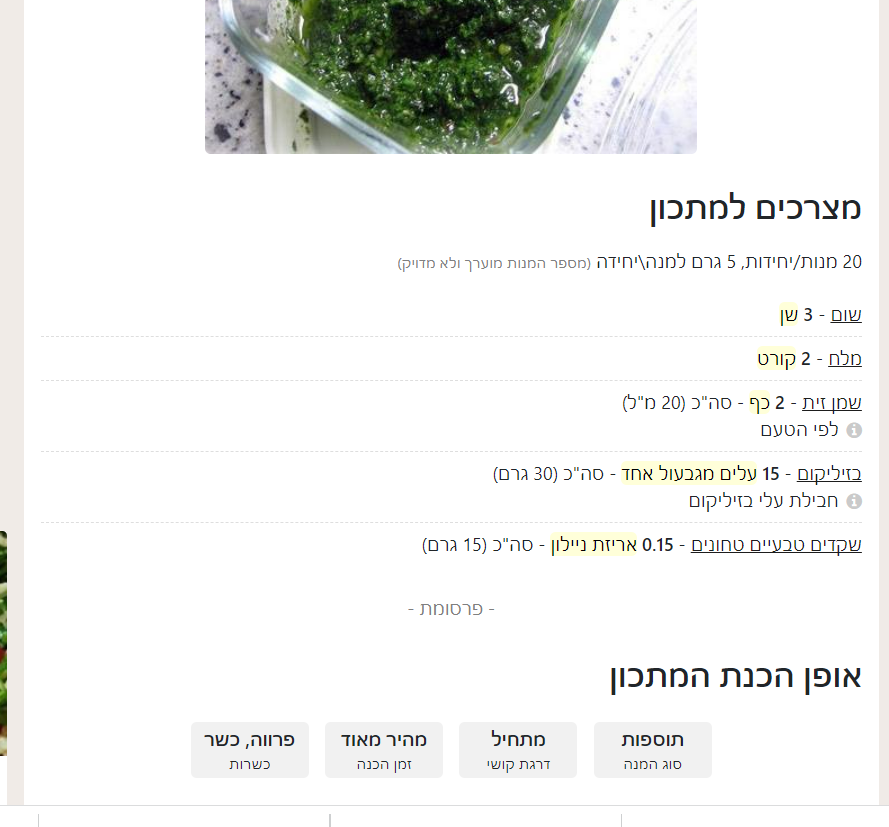 מצרכים למתכון
20 מנות/יחידות, 5 גרם למנה\יחידה (מספר המנות מוערך ולא מדויק)
שום - 3 שן
מלח - 2 קורט
שמן זית - 2 כף - סה"כ (20 מ"ל)
לפי הטעם
בזיליקום - 15 עלים מגבעול אחד - סה"כ (30 גרם)
חבילת עלי בזיליקום
שקדים טבעיים טחונים - 0.15 אריזת ניילון - סה"כ (15 גרם)
- פרסומת -
אופן הכנת המתכון
תוספות
סוג המנה
מתחיל
דרגת קושי
מהיר מאוד
זמן הכנה
פרווה, כשר
כשרות